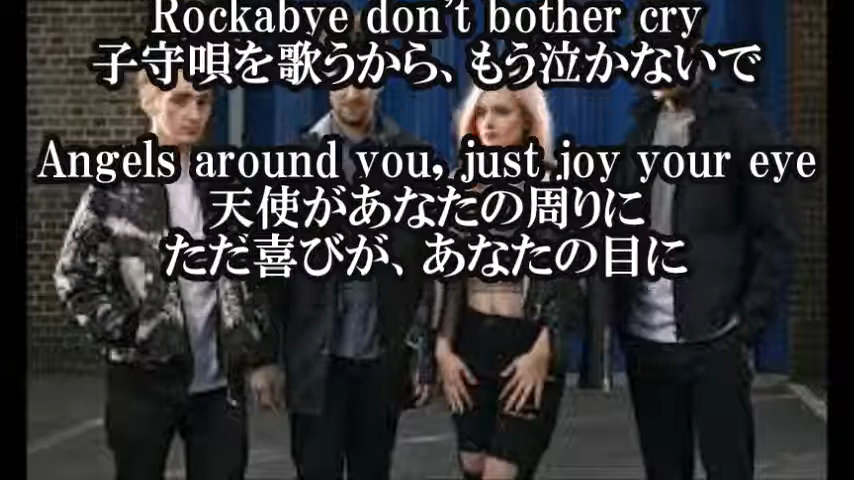 Rockabye don't bother cry
子守唄を歌うから、もう泣かないで
Angels around you, just joy your eye
天使があなたの周りに
ただ喜びが、あなたの目に